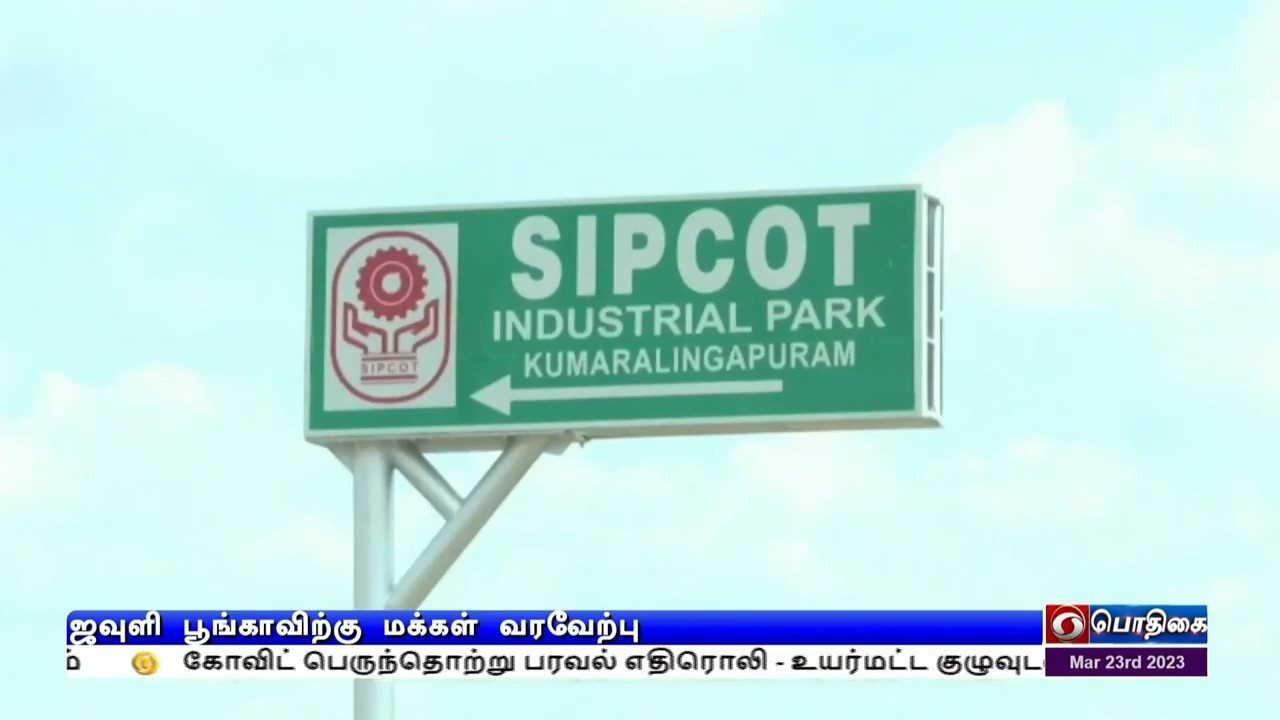 SIPCOT
INDUSTRIAL PARK
KUMARALINGAPURAM
SIPCOT
ஜவுளி பூங்காவிற்கு மக்கள் வரவேற்பு
பொதிகை
கோவிட் பெருந்தொற்று பரவல் எதிரொலி - உயர்மட்ட
Mar 23rd 2023